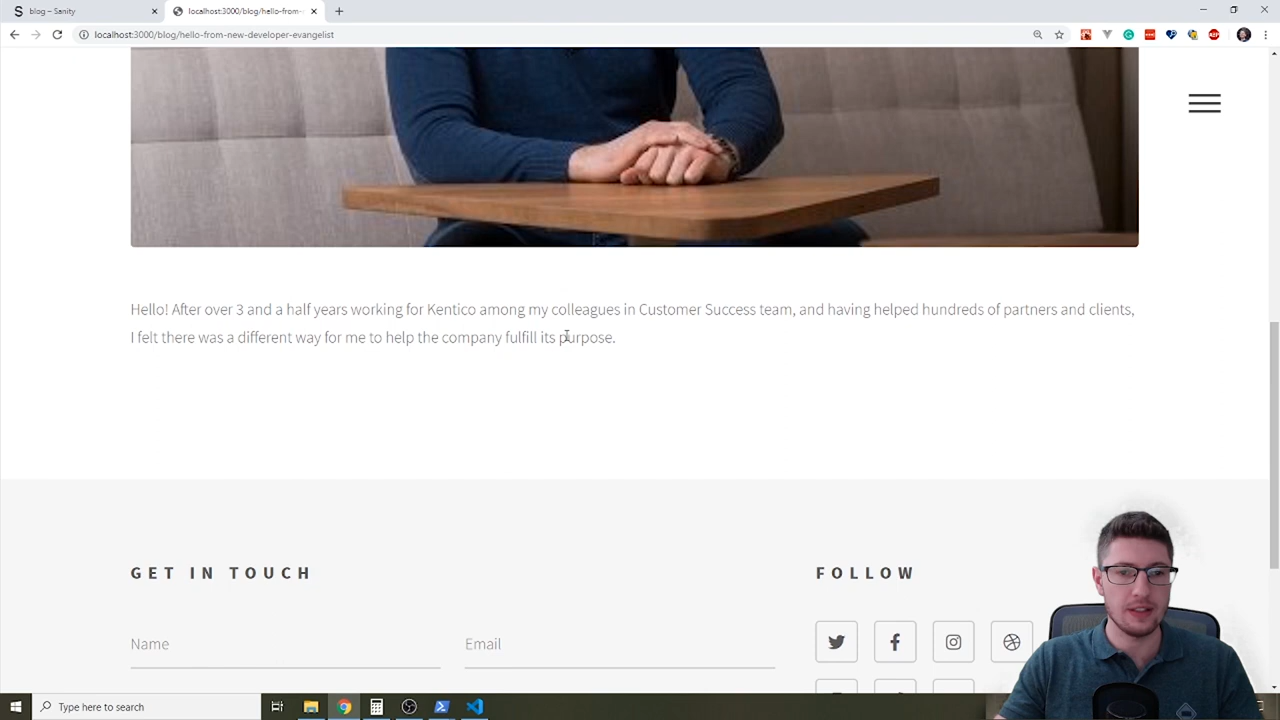 blog – Sanity
localhost:3000/blog/hello-from-
localhost:3000/blog/hello-from-new-developer-evangelist
Hello! After over 3 and a half years working for Kentico among my colleagues in Customer Success team, and having helped hundreds of partners and clients,
I felt there was a different way for me to help the company fulfill its purpose.
GET IN TOUCH
FOLLOW
Name
Email
Type here to search